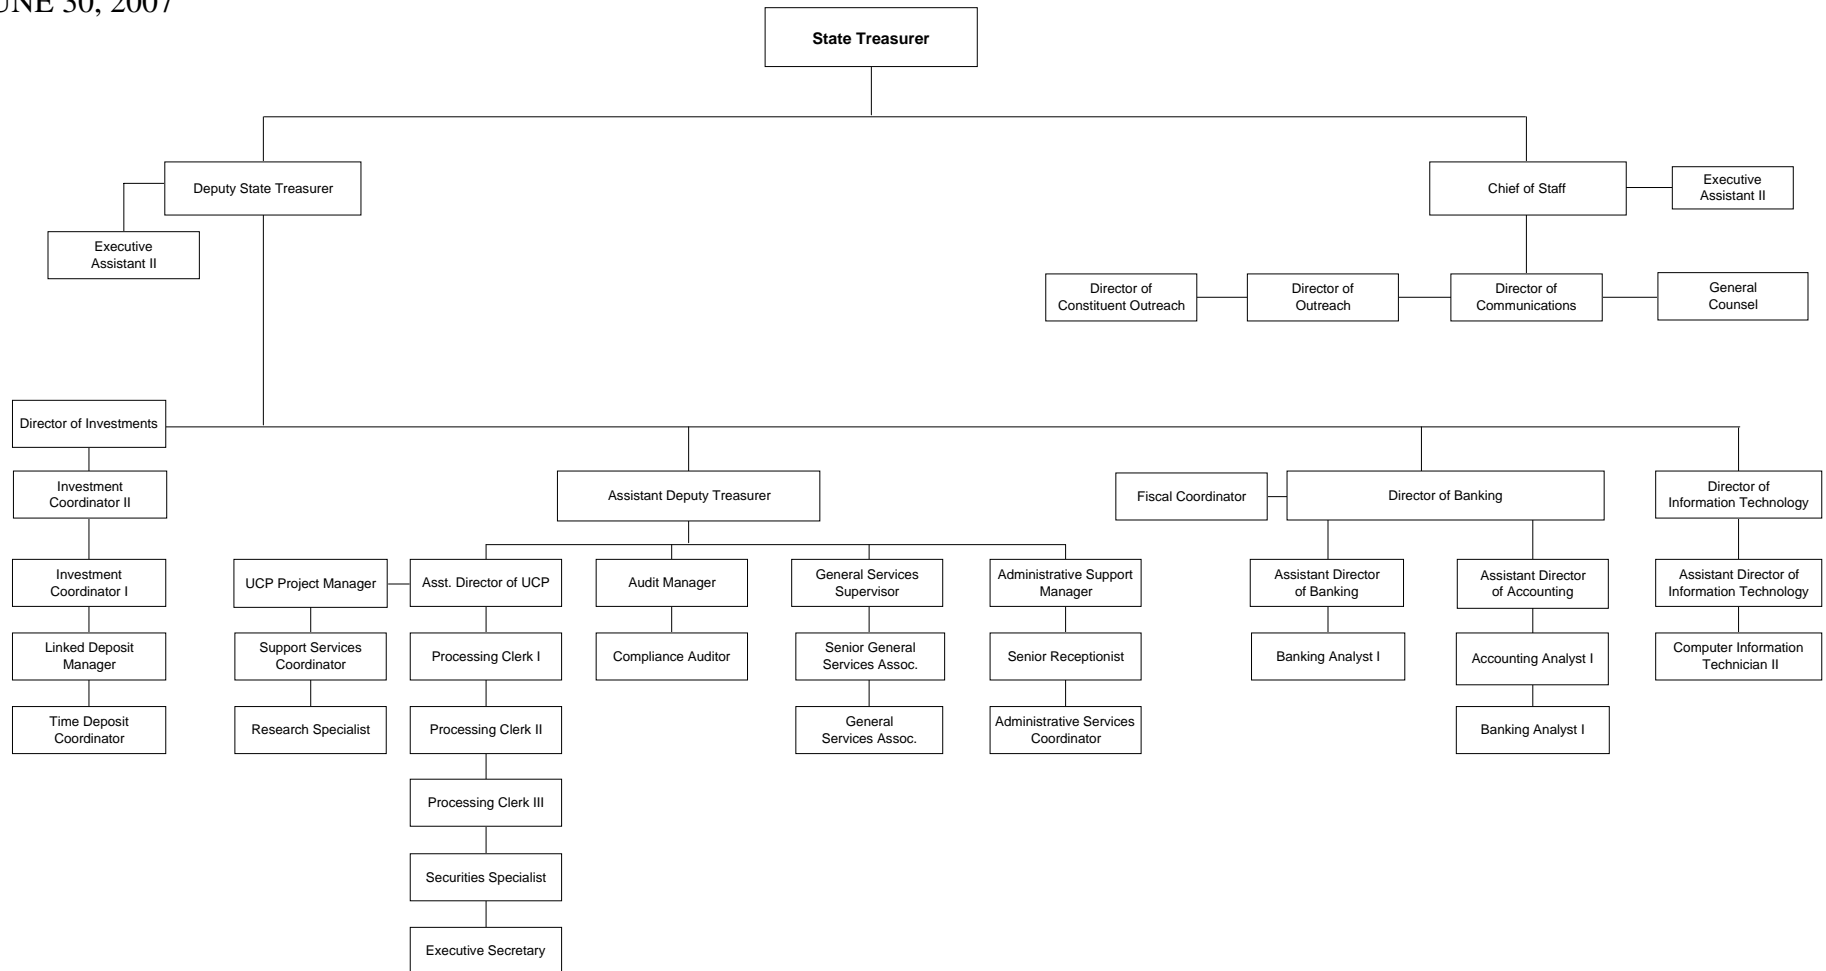 UNE 30, 2007
State Treasurer
Deputy State Treasurer
Chief of Staff
Executive
Assistant II
Executive
Assistant II
Director of
Constituent Outreach
Director of
Outreach
Director of
Communications
General
Counsel
Director of Investments
Investment
Coordinator II
Assistant Deputy Treasurer
Fiscal Coordinator
Director of Banking
Director of
Information Technology
Investment
Coordinator I
UCP Project Manager
Asst. Director of UCP
Audit Manager
General Services
Supervisor
Administrative Support
Manager
Assistant Director
of Banking
Assistant Director
of Accounting
Assistant Director of
Information Technology
Linked Deposit
Manager
Support Services
Coordinator
Processing Clerk I
Compliance Auditor
Senior General
Services Assoc.
Senior Receptionist
Banking Analyst I
Accounting Analyst I
Computer Information
Technician II
Time Deposit
Coordinator
Research Specialist
Processing Clerk II
General
Services Assoc.
Administrative Services
Coordinator
Banking Analyst I
Processing Clerk III
Securities Specialist
Executive Secretary